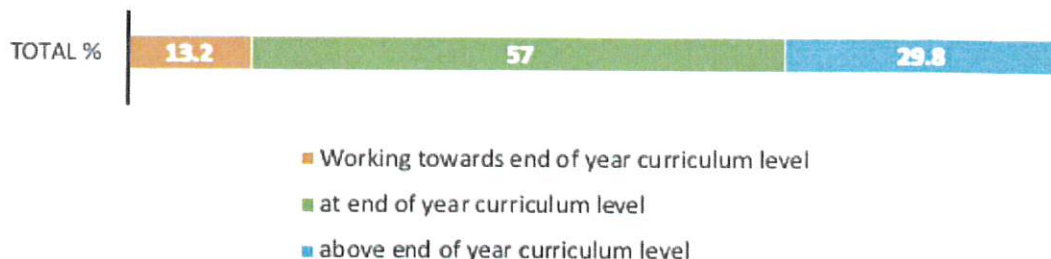 TOTAL % 13.2 57 29.8
Working towards end of year curriculum level
at end of year curriculum level
above end of year curriculum level